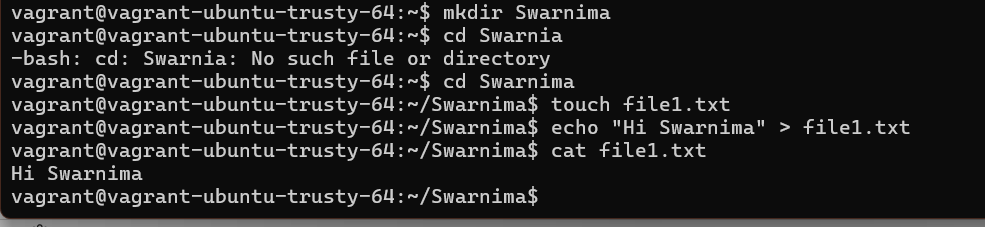 vagrant@vagrant-ubuntu-trusty-64:~$ mkdir Swarnima
vagrant@vagrant-ubuntu-trusty-64:~$ cd Swarnia
-bash: cd: Swarnia: No such file or directory
vagrant@vagrant-ubuntu-trusty-64:~$ cd Swarnima
vagrant@vagrant-ubuntu-trusty-64:~/Swarnima$ touch file1.txt
vagrant@vagrant-ubuntu-trusty-64:~/Swarnima$ echo "Hi Swarnima" > file1.txt
vagrant@vagrant-ubuntu-trusty-64:~/Swarnima$ cat file1.txt
Hi Swarnima
vagrant@vagrant-ubuntu-trusty-64:~/Swarnima$